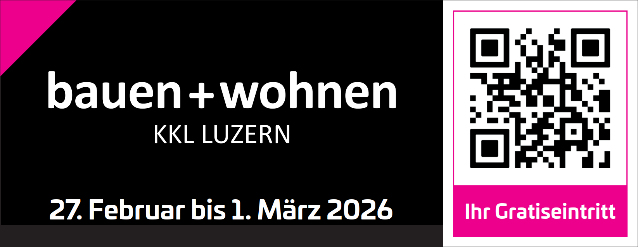 bauen+wohnen
KKL LUZERN
27. Februar bis 1. März 2026
Ihr Gratiseintritt